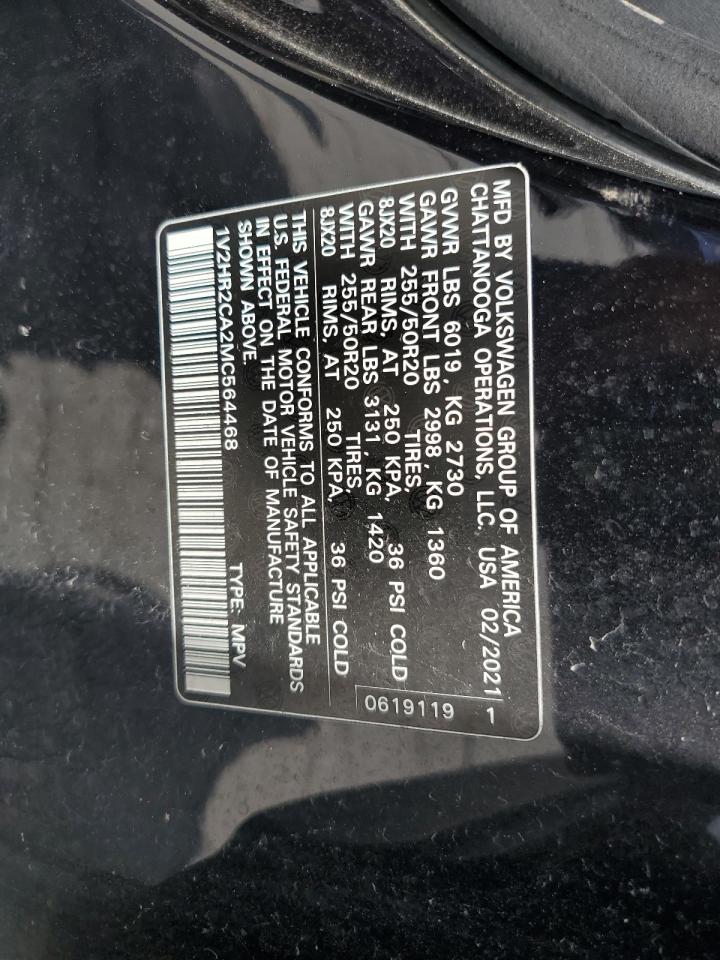 MFD BY VOLKSWAGEN GROUP OF AMERICA
CHATTANOOGA OPERATIONS, LLC. USA 02/2021 1
GVWR LBS 6019, KG 2730
GAWR FRONT LBS 2998, KG 1360
WITH 255/50R20 TIRES,
8JX20 RIMS, AT 250 KPA, 36 PSI COLD
GAWR REAR LBS 3131, KG 1420
WITH 255/50R20 TIRES,
8JX20 RIMS, AT 250 KPA, 36 PSI COLD
0619119
THIS VEHICLE CONFORMS TO ALL APPLICABLE
U.S. FEDERAL MOTOR VEHICLE SAFETY STANDARDS
IN EFFECT ON THE DATE OF MANUFACTURE
SHOWN ABOVE.
1V2HR2CA2MC564468 TYPE: MPV